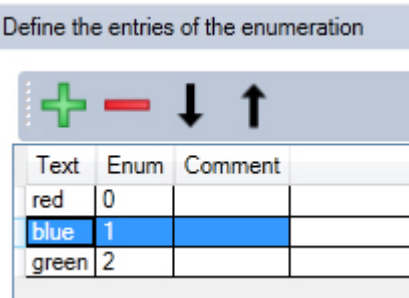 Define the entries of the enumeration
Text Enum Comment
red 0
blue 1
green 2